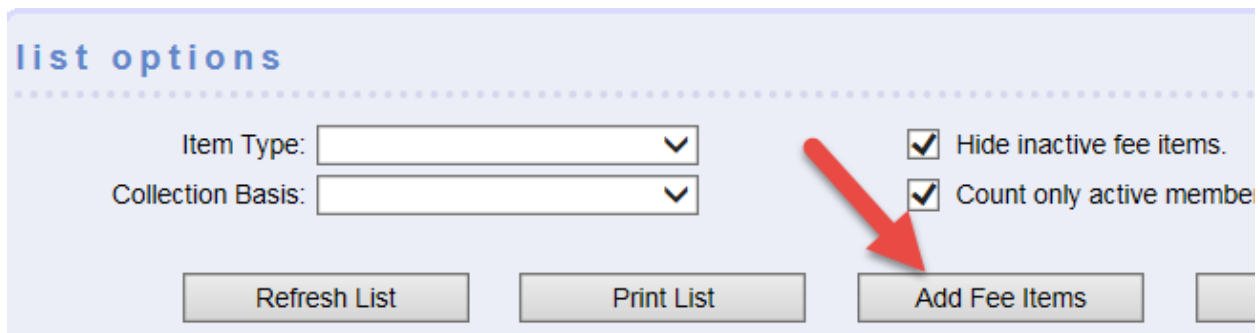 list options
Item Type:
Hide inactive fee items.
Collection Basis:
Count only active
Refresh List
Print List
Add Fee Items